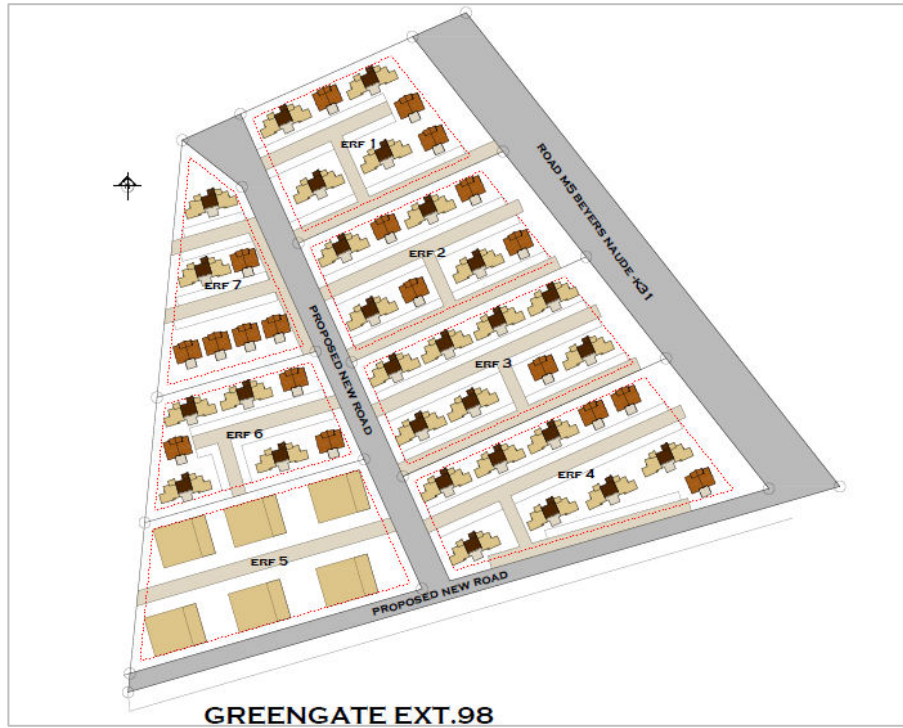 ERF 1
ROAD M5 BEYERS NAUDE -K31
ERF 2
ERF 7
PROPOSED NEW ROAD
ERF 3
ERF 6
ERF 4
ERF 5
PROPOSED NEW ROAD
GREENGATE EXT.98